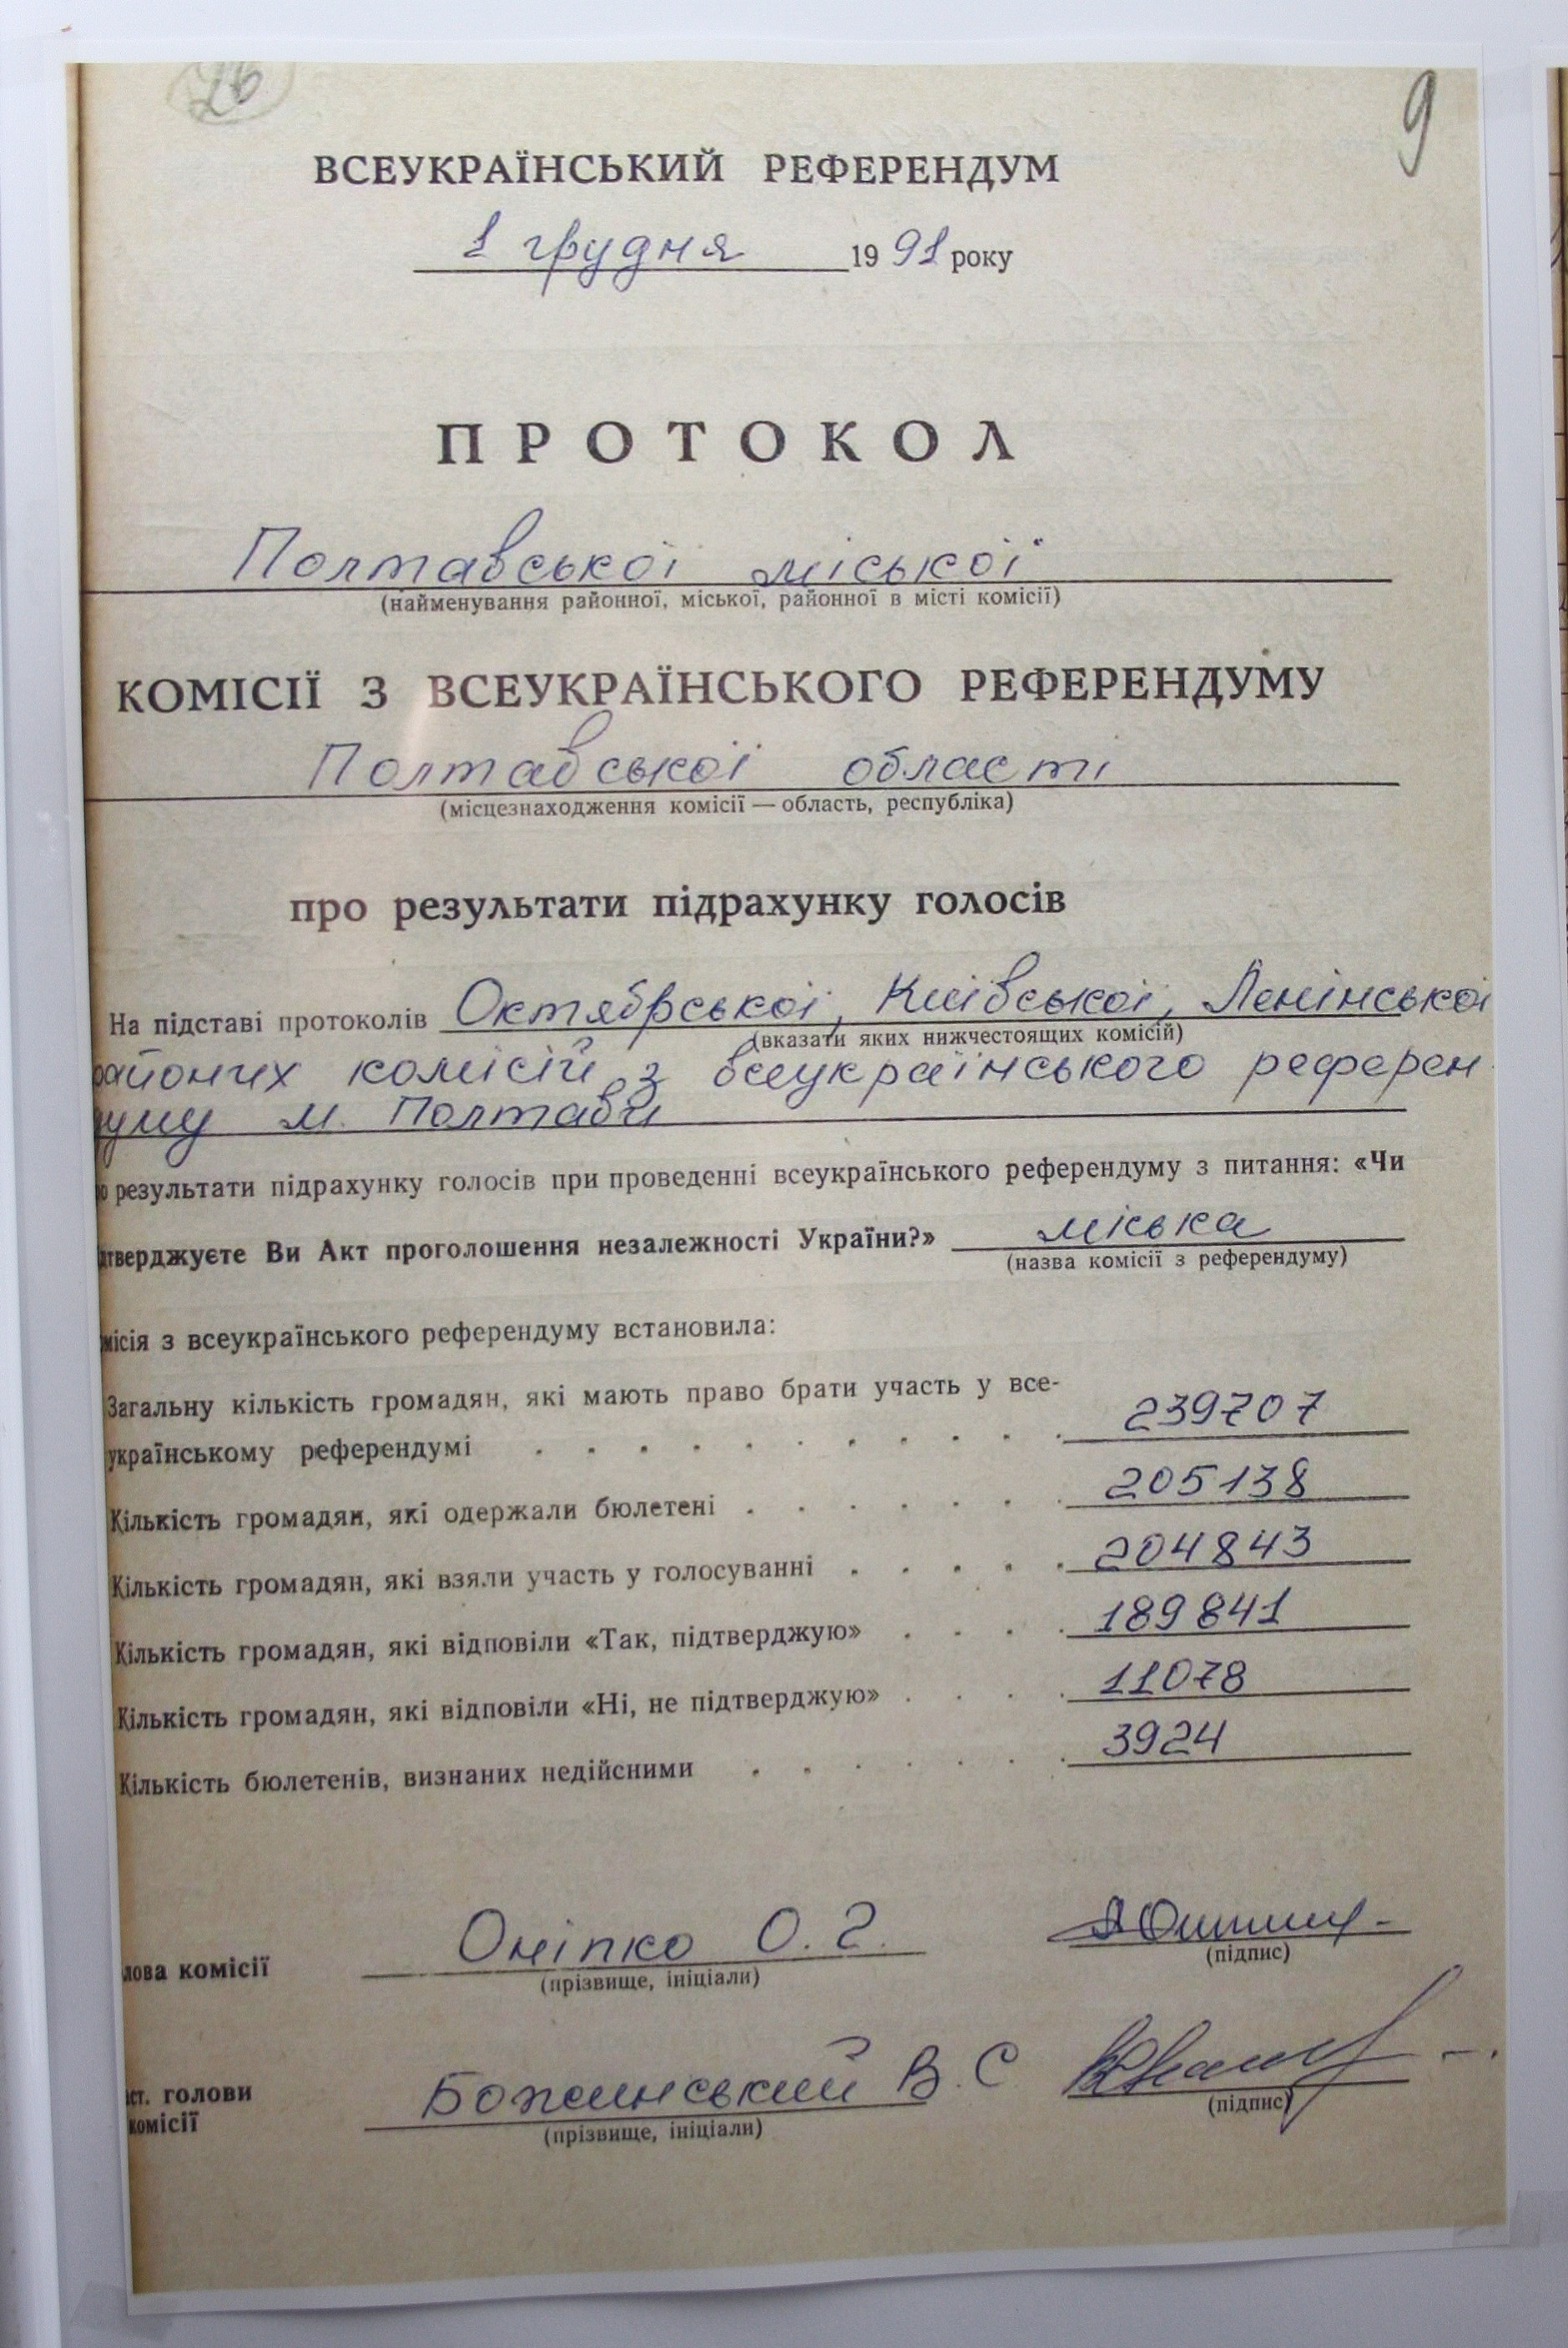 26
9
ВСЕУКРАЇНСЬКИЙ РЕФЕРЕНДУМ
1 грудня 1991 року
ПРОТОКОЛ
Полтавської міської
(найменування районної, міської, районної в місті комісії)
КОМІСІЇ З ВСЕУКРАЇНСЬКОГО РЕФЕРЕНДУМУ
Полтавської області
(місцезнаходження комісії — область, республіка)
про результати підрахунку голосів
На підставі протоколів Октябрської, Київської, Ленінської
(вказати яких нижчестоящих комісій)
районих комісій з всеукраїнського референ
думу м. Полтави
о результати підрахунку голосів при проведенні всеукраїнського референдуму з питання: «Чи
дтверджуєте Ви Акт проголошення незалежності України?» міська
(назва комісії з референдуму)
місія з всеукраїнського референдуму встановила:
Загальну кількість громадян, які мають право брати участь у все-
українському референдумі . . . . . . . . . . . 239707
Кількість громадян, які одержали бюлетені . . . . . . . 205138
Кількість громадян, які взяли участь у голосуванні . . . . . 204843
Кількість громадян, які відповіли «Так, підтверджую» . . . . 189841
Кількість громадян, які відповіли «Ні, не підтверджую» . . . . 11078
Кількість бюлетенів, визнаних недійсними . . . . . . . 3924
лова комісії Оніпко О. Г.
(прізвище, ініціали) (підпис)
ст. голови
комісії Божинський В. С
(прізвище, ініціали) (підпис)